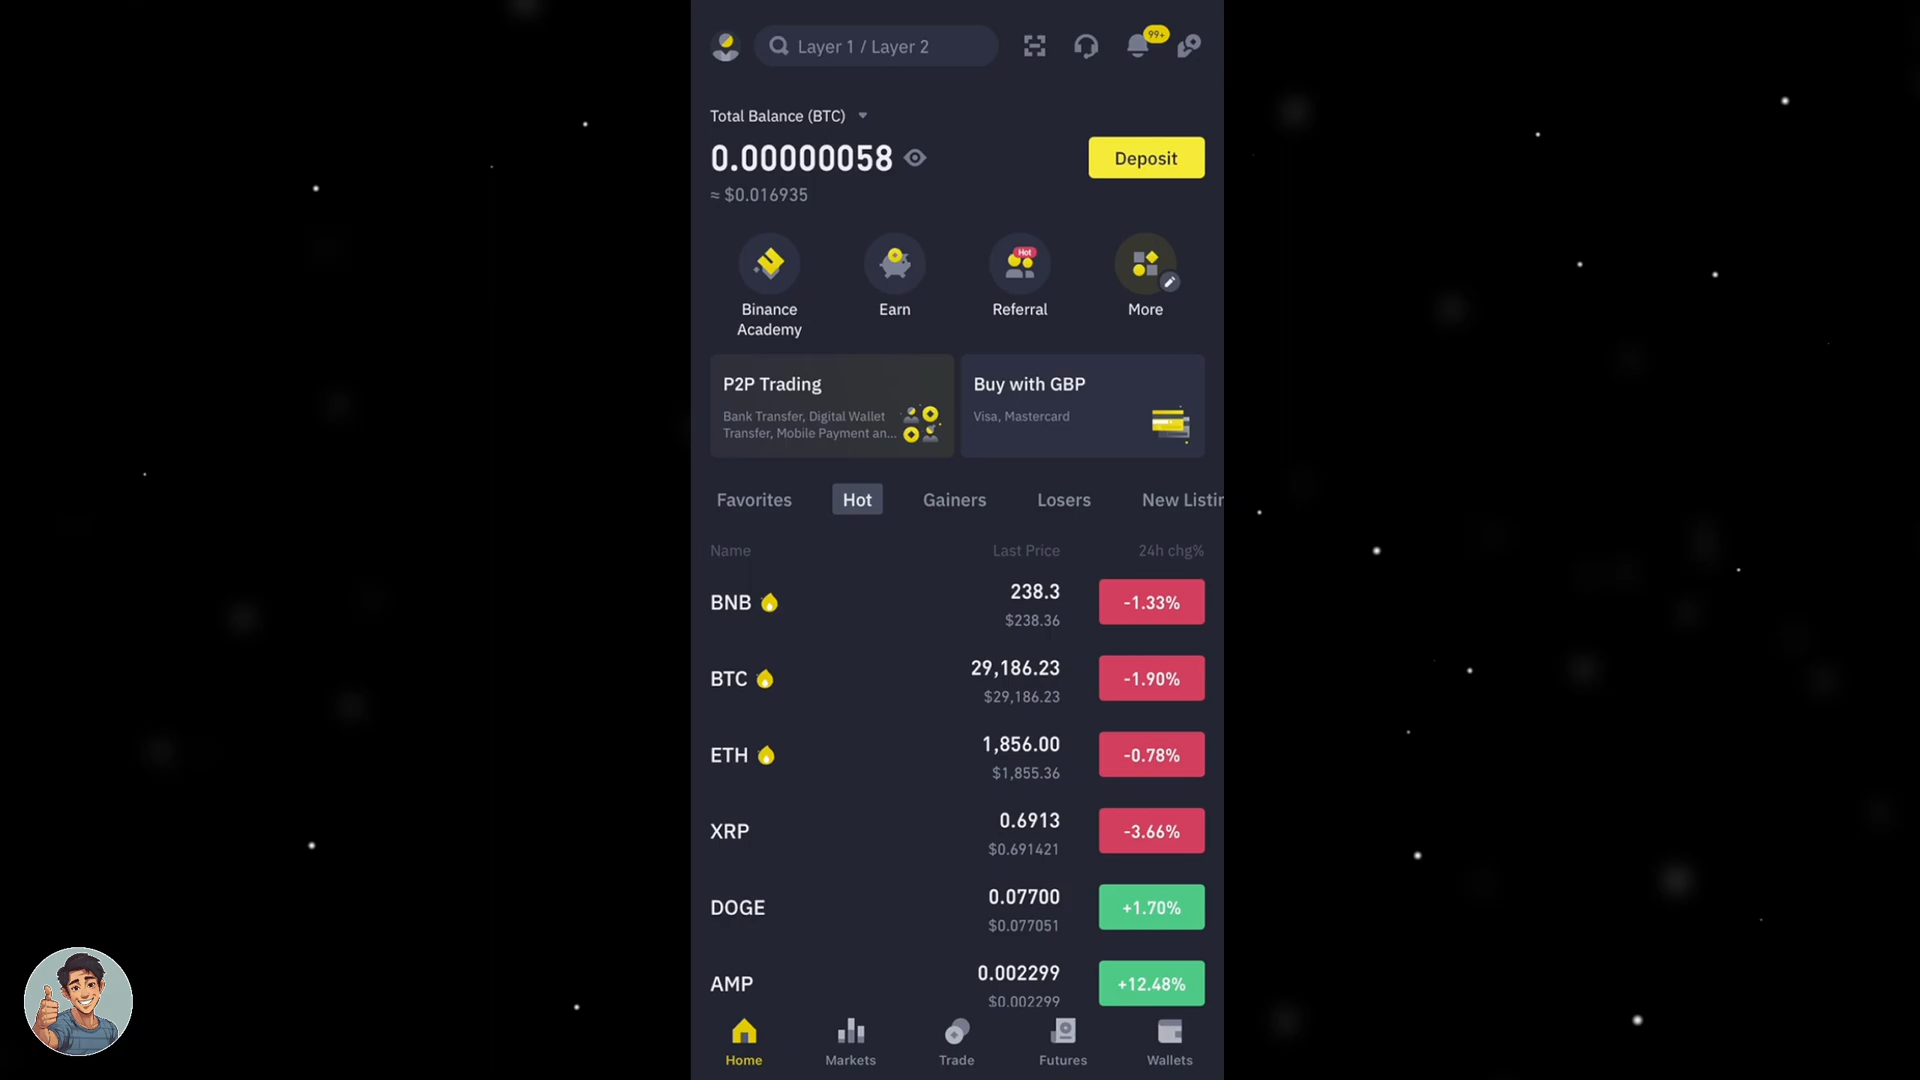 Layer 1 / Layer 2
99+
Total Balance (BTC)
0.00000058
Deposit
≈ $0.016935
Hot
Binance
Academy
Earn
Referral
More
P2P Trading
Bank Transfer, Digital Wallet
Transfer, Mobile Payment an...
Buy with GBP
Visa, Mastercard
Favorites Hot Gainers Losers New Listin
Name Last Price 24h chg%
BNB 238.3 -1.33%
$238.36
BTC 29,186.23 -1.90%
$29,186.23
ETH 1,856.00 -0.78%
$1,855.36
XRP 0.6913 -3.66%
$0.691421
DOGE 0.07700 +1.70%
$0.077051
AMP 0.002299 +12.48%
$0.002299
Home Markets Trade Futures Wallets